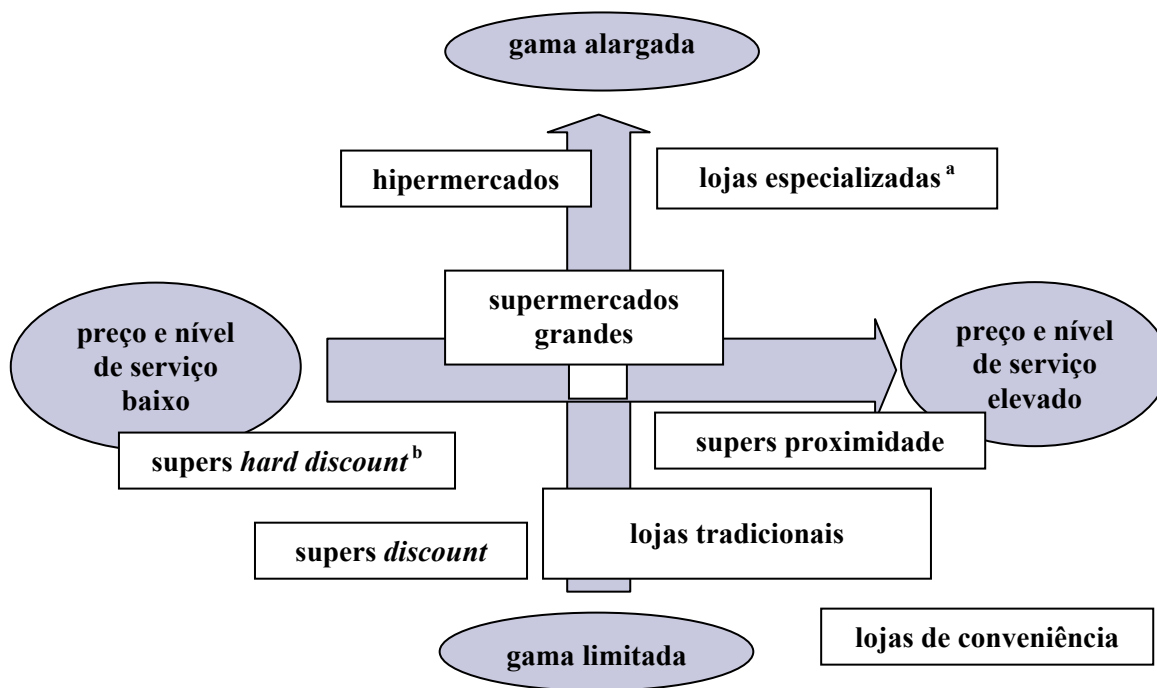 gama alargada
hipermercados
lojas especializadas a
supermercados
grandes
preço e nível
de serviço
baixo
preço e nível
de serviço
elevado
supers proximidade
supers hard discount b
lojas tradicionais
supers discount
lojas de conveniência
gama limitada